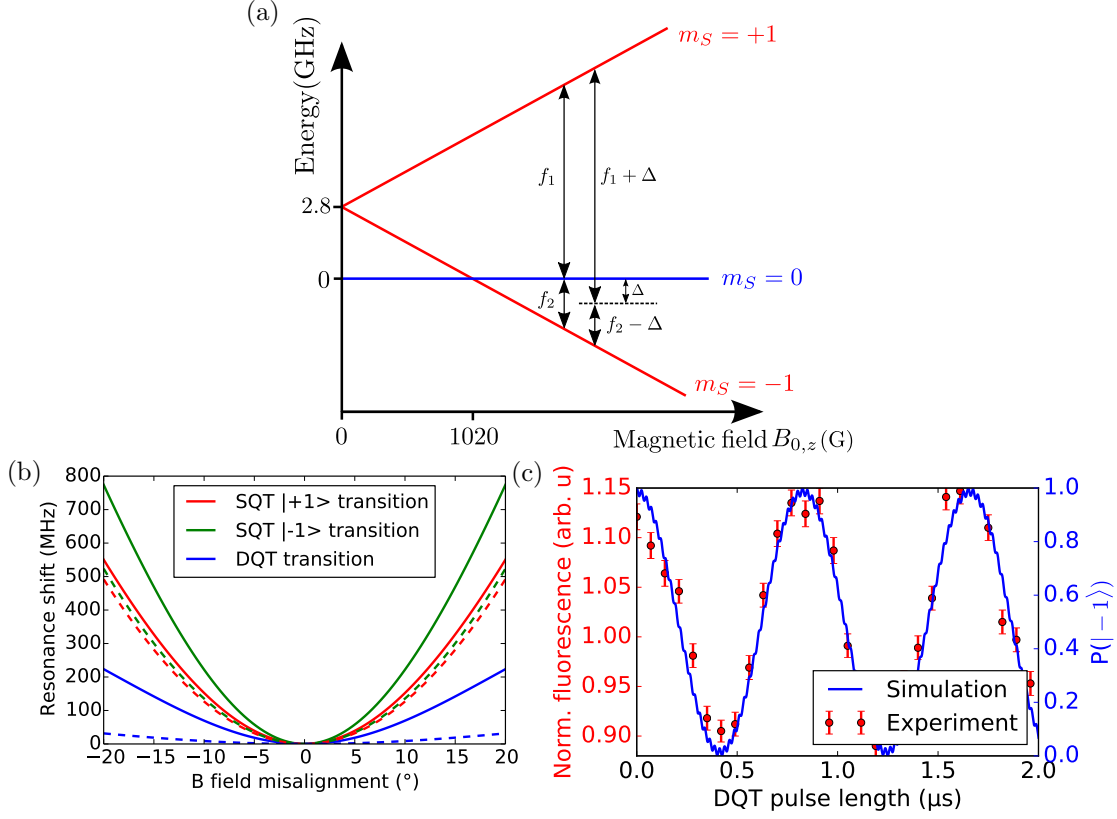 (a)
Energy(GHz)
2.8
0
m_S = +1
m_S = 0
m_S = −1
f_1
f_1 + Δ
Δ
f_2
f_2 − Δ
0
1020
Magnetic field B_{0,z} (G)
(b)
Resonance shift (MHz)
800
700
600
500
400
300
200
100
0
SQT |+1> transition
SQT |-1> transition
DQT transition
−20 −15 −10 −5 0 5 10 15 20
B field misalignment (°)
(c)
Norm. fluorescence (arb. u)
1.15
1.10
1.05
1.00
0.95
0.90
Simulation
Experiment
1.0
0.8
0.6
0.4
0.2
0.0
P(|−1⟩)
0.0 0.5 1.0 1.5 2.0
DQT pulse length (μs)